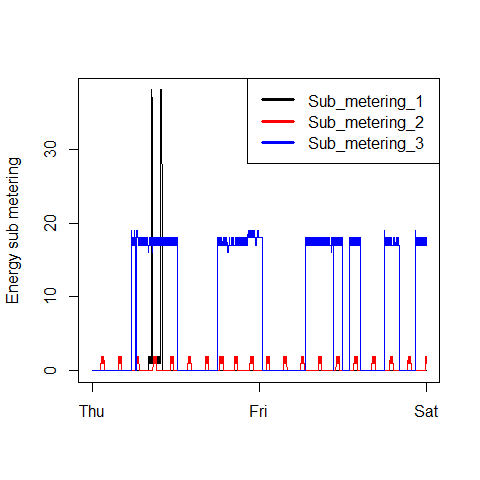 Sub_metering_1
Sub_metering_2
Sub_metering_3
Energy sub metering
30
20
10
0
Thu
Fri
Sat